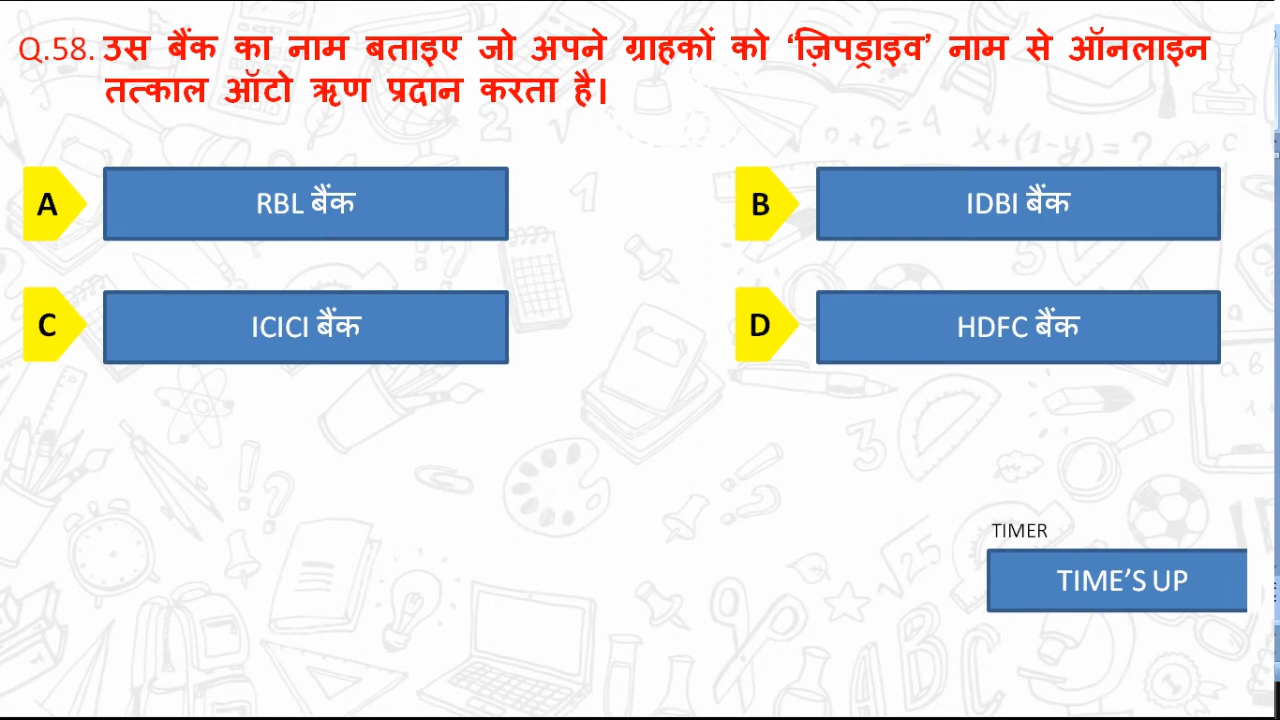 Q.58. उस बैंक का नाम बताइए जो अपने ग्राहकों को ‘ज़िपड्राइव’ नाम से ऑनलाइन
तत्काल ऑटो ऋण प्रदान करता है।
A RBL बैंक
B IDBI बैंक
C ICICI बैंक
D HDFC बैंक
TIMER
TIME’S UP